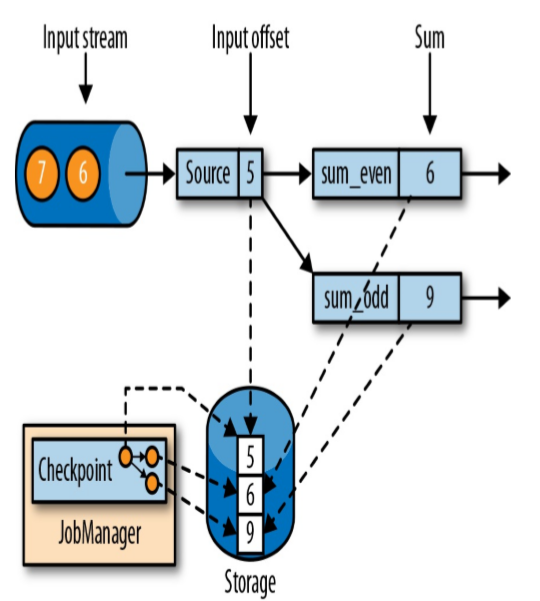 Input stream
Input offset
Sum
7
6
Source
5
sum_even
6
sum_odd
9
Checkpoint
JobManager
5
6
9
Storage